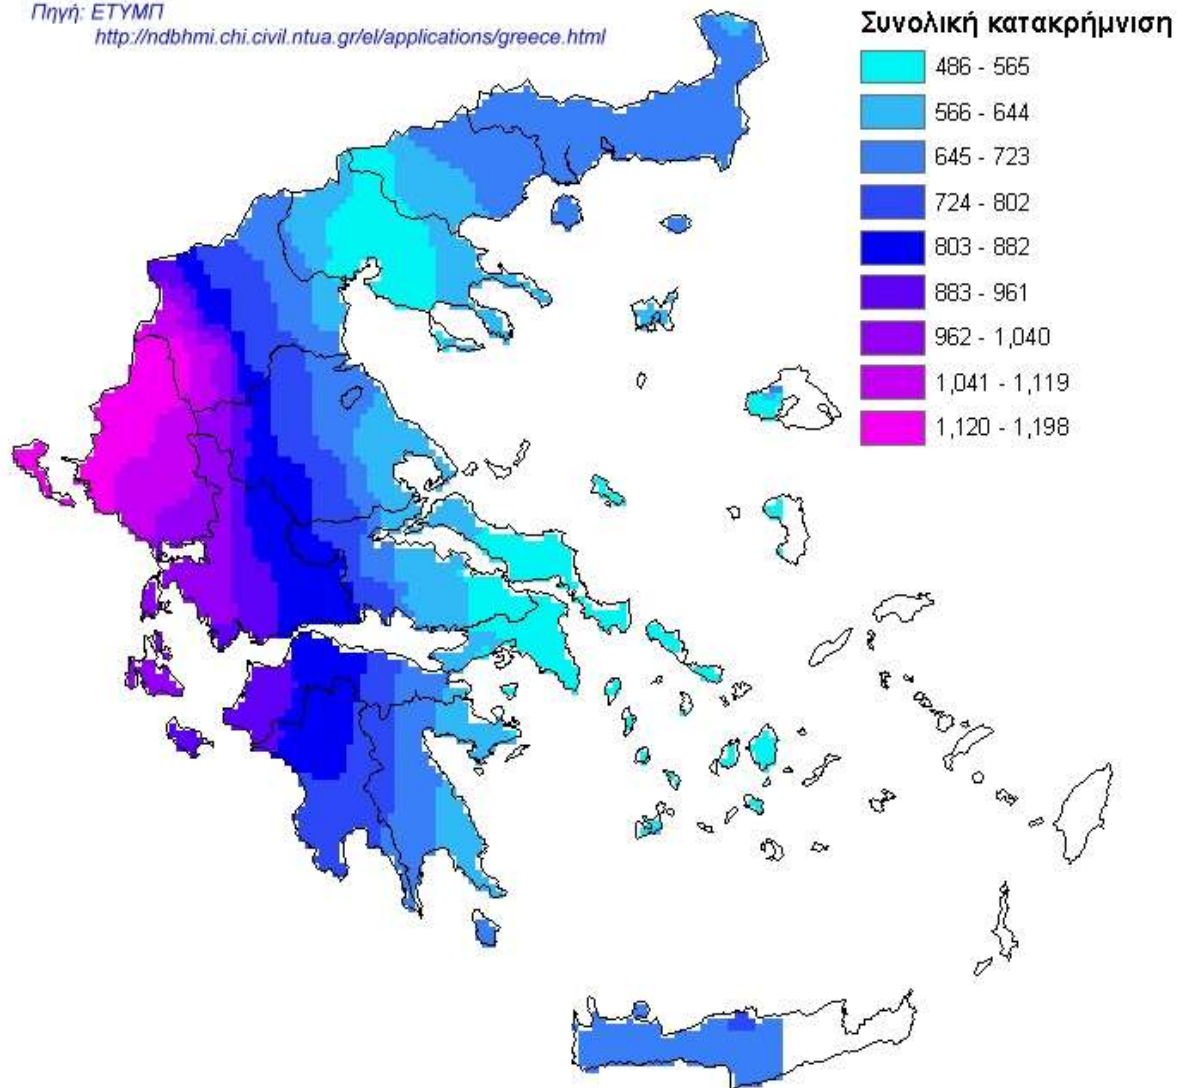 Πηγή: ΕΤΥΜΠ
http://ndbhmi.chi.civil.ntua.gr/el/applications/greece.html
Συνολική κατακρήμνιση
486 - 565
566 - 644
645 - 723
724 - 802
803 - 882
883 - 961
962 - 1,040
1,041 - 1,119
1,120 - 1,198